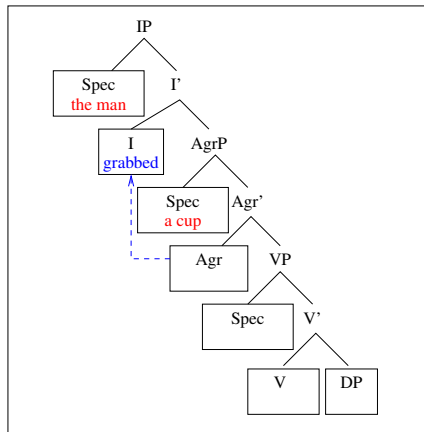 IP
Spec
the man
I'
I
grabbed
AgrP
Spec
a cup
Agr'
Agr
VP
Spec
V'
V
DP